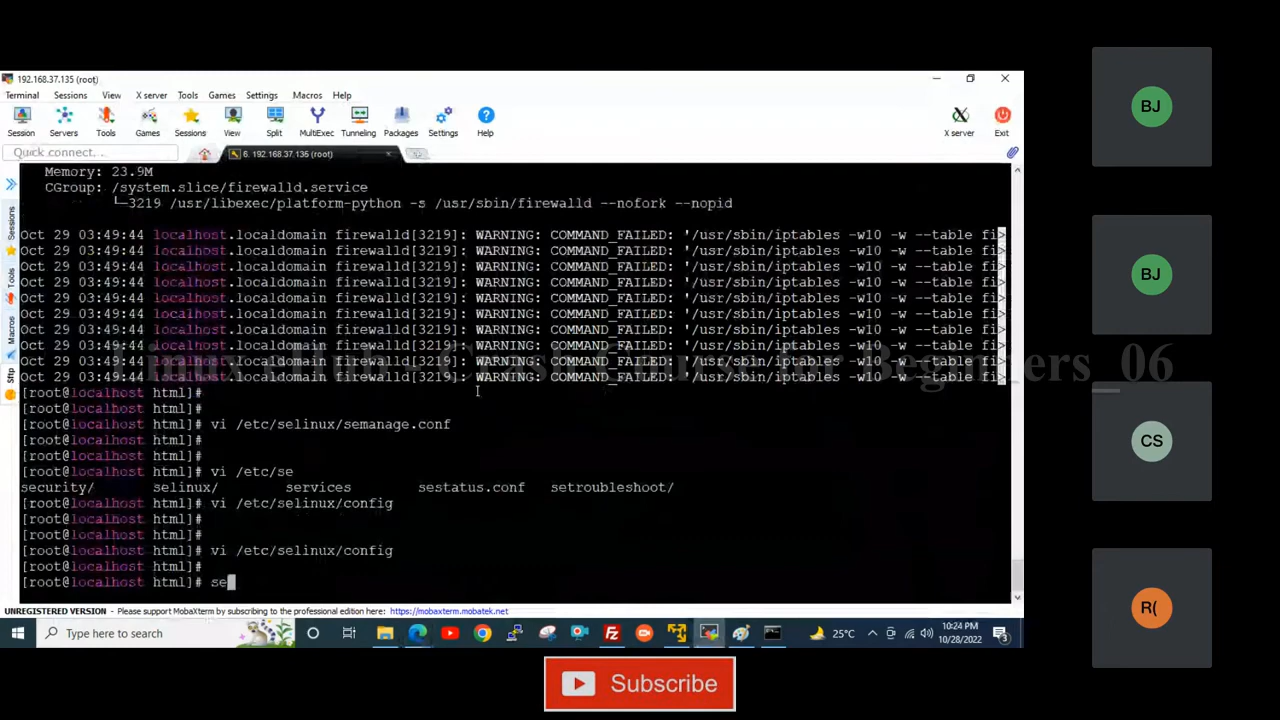 192.168.37.135 (root)
Terminal Sessions View X server Tools Games Settings Macros Help
Session Servers Tools Games Sessions View Split MultiExec Tunneling Packages Settings Help X server Exit
Quick connect... 6. 192.168.37.135 (root)
Sessions
Tools
Macros
Sftp
Memory: 23.9M
CGroup: /system.slice/firewalld.service
└─3219 /usr/libexec/platform-python -s /usr/sbin/firewalld --nofork --nopid
Oct 29 03:49:44 localhost.localdomain firewalld[3219]: WARNING: COMMAND_FAILED: '/usr/sbin/iptables -w10 -w --table fi>
Oct 29 03:49:44 localhost.localdomain firewalld[3219]: WARNING: COMMAND_FAILED: '/usr/sbin/iptables -w10 -w --table fi>
Oct 29 03:49:44 localhost.localdomain firewalld[3219]: WARNING: COMMAND_FAILED: '/usr/sbin/iptables -w10 -w --table fi>
Oct 29 03:49:44 localhost.localdomain firewalld[3219]: WARNING: COMMAND_FAILED: '/usr/sbin/iptables -w10 -w --table fi>
Oct 29 03:49:44 localhost.localdomain firewalld[3219]: WARNING: COMMAND_FAILED: '/usr/sbin/iptables -w10 -w --table fi>
Oct 29 03:49:44 localhost.localdomain firewalld[3219]: WARNING: COMMAND_FAILED: '/usr/sbin/iptables -w10 -w --table fi>
Oct 29 03:49:44 localhost.localdomain firewalld[3219]: WARNING: COMMAND_FAILED: '/usr/sbin/iptables -w10 -w --table fi>
Oct 29 03:49:44 localhost.localdomain firewalld[3219]: WARNING: COMMAND_FAILED: '/usr/sbin/iptables -w10 -w --table fi>
Oct 29 03:49:44 localhost.localdomain firewalld[3219]: WARNING: COMMAND_FAILED: '/usr/sbin/iptables -w10 -w --table fi>
Oct 29 03:49:44 localhost.localdomain firewalld[3219]: WARNING: COMMAND_FAILED: '/usr/sbin/iptables -w10 -w --table fi>
Linux - Crash Course for Beginners_06
[root@localhost html]#
[root@localhost html]#
[root@localhost html]# vi /etc/selinux/semanage.conf
[root@localhost html]#
[root@localhost html]#
[root@localhost html]# vi /etc/se
security/ selinux/ services sestatus.conf setroubleshoot/
[root@localhost html]# vi /etc/selinux/config
[root@localhost html]#
[root@localhost html]#
[root@localhost html]# vi /etc/selinux/config
[root@localhost html]#
[root@localhost html]# se
UNREGISTERED VERSION - Please support MobaXterm by subscribing to the professional edition here: https://mobaxterm.mobatek.net
Type here to search
25°C
10:24 PM
10/28/2022
3
Subscribe
BJ
BJ
CS
R(